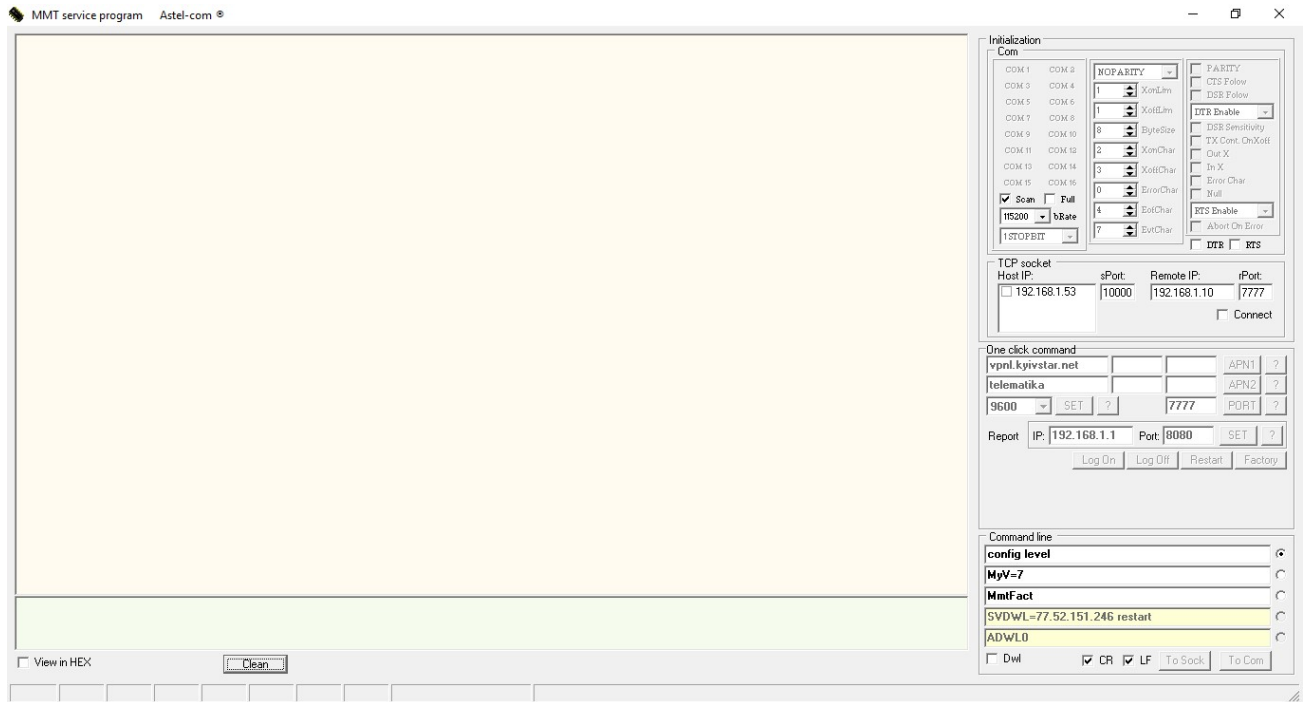 MMT service program Astel-com ®
Initialization
Com
COM 1 COM 2
COM 3 COM 4
COM 5 COM 6
COM 7 COM 8
COM 9 COM 10
COM 11 COM 12
COM 13 COM 14
COM 15 COM 16
Scan Full
115200 bRate
1STOPBIT
NOPARITY
1 XonLim
1 XoffLim
8 ByteSize
2 XonChar
3 XoffChar
0 ErrorChar
4 EofChar
7 EvtChar
PARITY
CTS Folow
DSR Folow
DTR Enable
DSR Sensitivity
TX Cont. OnXoff
Out X
In X
Error Char
Null
RTS Enable
Abort On Error
DTR RTS
TCP socket
Host IP: sPort: Remote IP: rPort:
192.168.1.53 10000 192.168.1.10 7777
Connect
One click command
vpnl.kyivstar.net APN1 ?
telematika APN2 ?
9600 SET ? 7777 PORT ?
Report IP: 192.168.1.1 Port: 8080 SET ?
Log On Log Off Restart Factory
Command line
config level
MyV=7
MmtFact
SVDWL=77.52.151.246 restart
ADWL0
Dwl CR LF To Sock To Com
View in HEX Clean